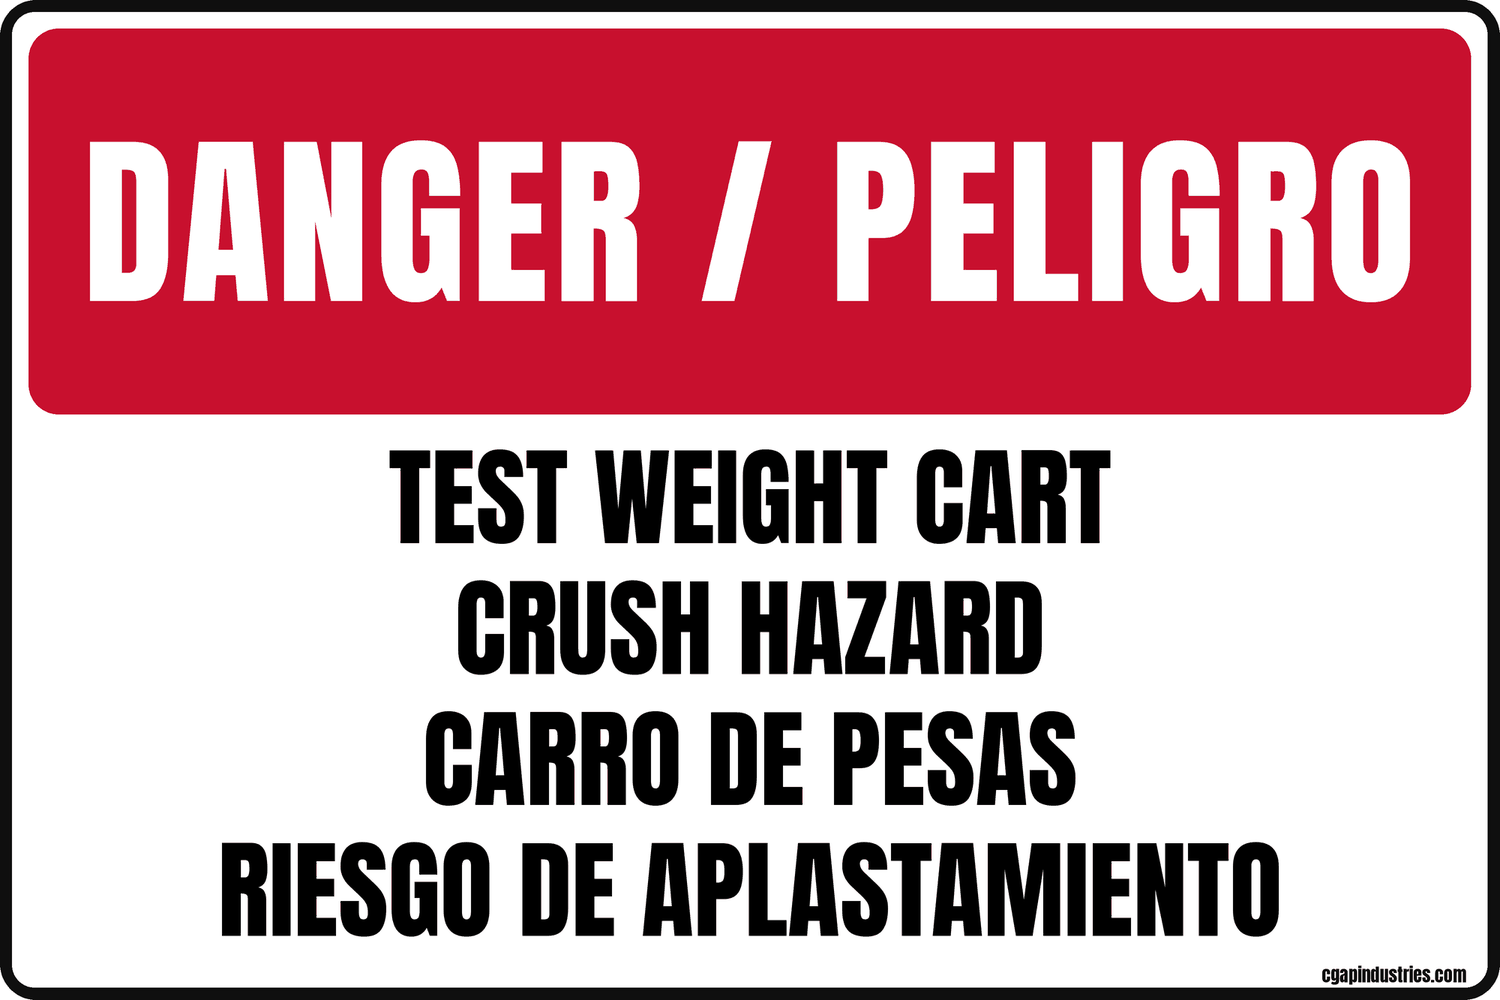 DANGER / PELIGRO
TEST WEIGHT CART
CRUSH HAZARD
CARRO DE PESAS
RIESGO DE APLASTAMIENTO
cgapindustries.com